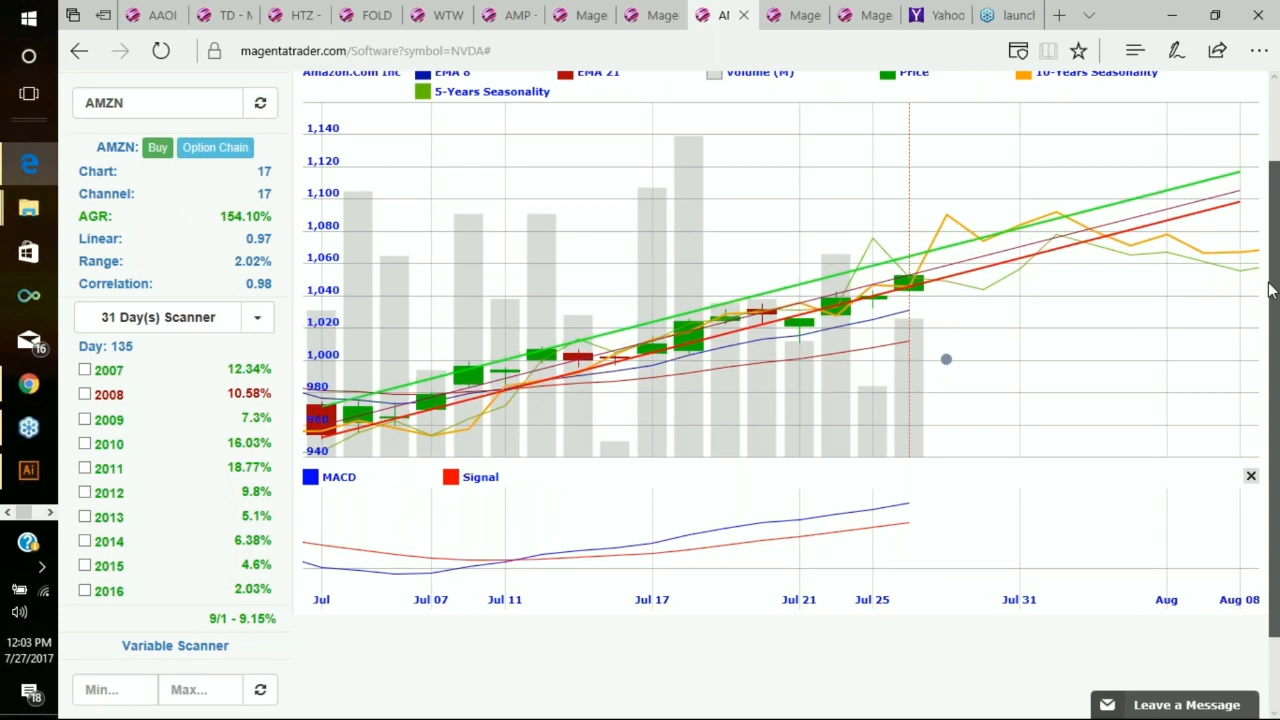 AAOI
TD - N
HTZ -
FOLD
WTW
AMP -
Mage
Mage
Mage
Mage
Yahoo
launch
magentatrader.com/Software?symbol=NVDA#
Amazon.Com Inc
EMA 8
EMA 21
Volume (M)
Price
10-Years Seasonality
5-Years Seasonality
AMZN
AMZN: Buy Option Chain
Chart: 17
Channel: 17
AGR: 154.10%
Linear: 0.97
Range: 2.02%
Correlation: 0.98
31 Day(s) Scanner
Day: 135
2007 12.34%
2008 10.58%
2009 7.3%
2010 16.03%
2011 18.77%
2012 9.8%
2013 5.1%
2014 6.38%
2015 4.6%
2016 2.03%
9/1 - 9.15%
Variable Scanner
Min...
Max...
1,140
1,120
1,100
1,080
1,060
1,040
1,020
1,000
980
960
940
MACD
Signal
Jul
Jul 07
Jul 11
Jul 17
Jul 21
Jul 25
Jul 31
Aug
Aug 08
Leave a Message
Ai
16
12:03 PM
7/27/2017
18